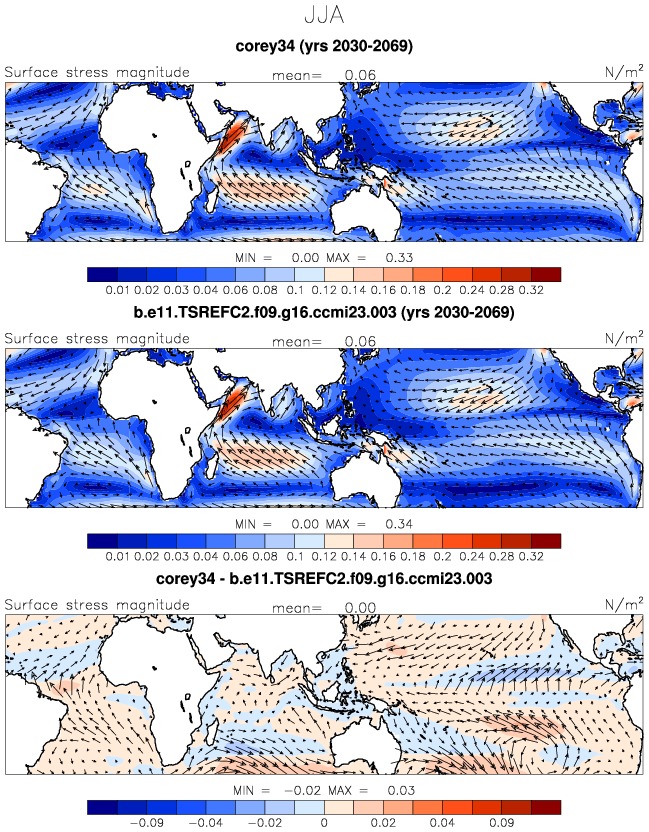 JJA
corey34 (yrs 2030-2069)
Surface stress magnitude mean= 0.06 N/m²
MIN = 0.00 MAX = 0.33
0.01 0.02 0.03 0.04 0.06 0.08 0.1 0.12 0.14 0.16 0.18 0.2 0.24 0.28 0.32
b.e11.TSREFC2.f09.g16.ccmi23.003 (yrs 2030-2069)
Surface stress magnitude mean= 0.06 N/m²
MIN = 0.00 MAX = 0.34
0.01 0.02 0.03 0.04 0.06 0.08 0.1 0.12 0.14 0.16 0.18 0.2 0.24 0.28 0.32
corey34 - b.e11.TSREFC2.f09.g16.ccmi23.003
Surface stress magnitude mean= 0.00 N/m²
MIN = −0.02 MAX = 0.03
−0.09 −0.04 −0.02 0 0.02 0.04 0.09